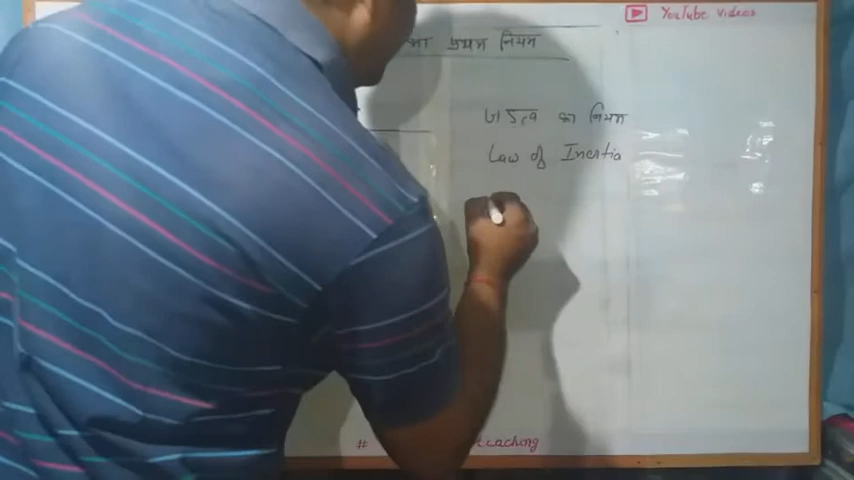 YouTube videos
का प्रथम नियम
जड़त्व का नियम
Law of Inertia
#